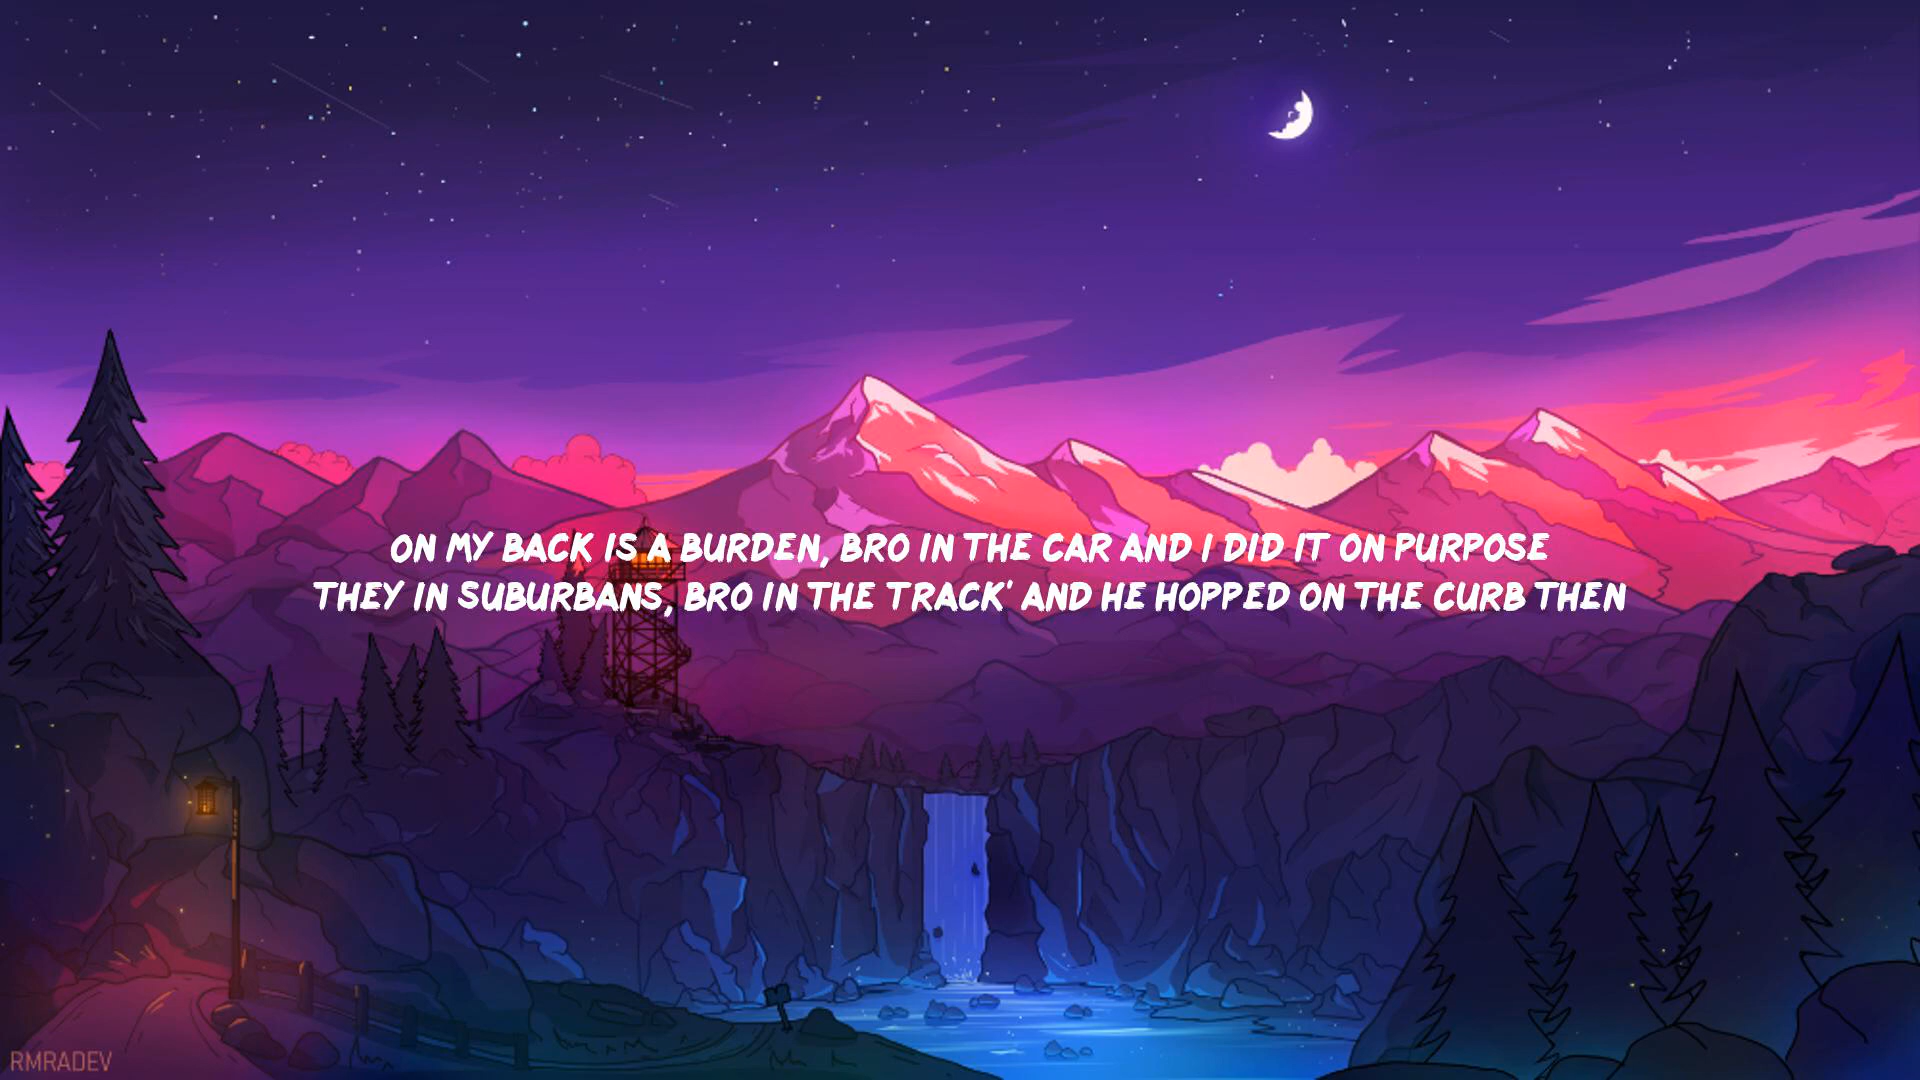 ON MY BACK IS A BURDEN, BRO IN THE CAR AND I DID IT ON PURPOSE
THEY IN SUBURBANS, BRO IN THE TRACK' AND HE HOPPED ON THE CURB THEN
RMRADEV